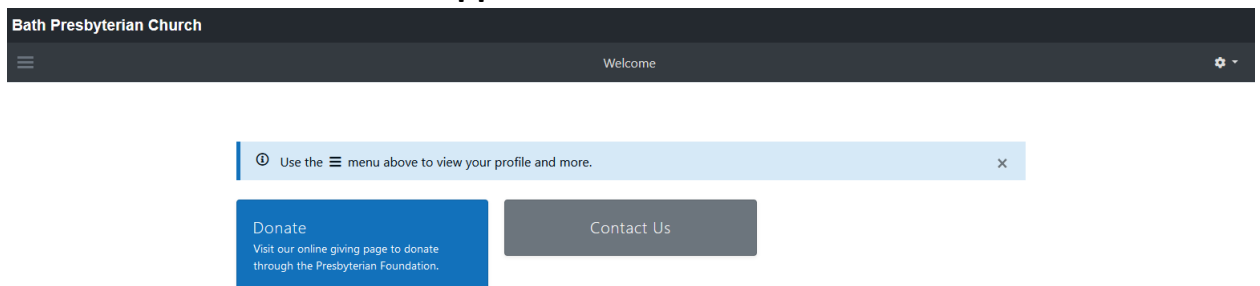 Bath Presbyterian Church
Welcome
Use the ☰ menu above to view your profile and more.
Donate
Visit our online giving page to donate
through the Presbyterian Foundation.
Contact Us